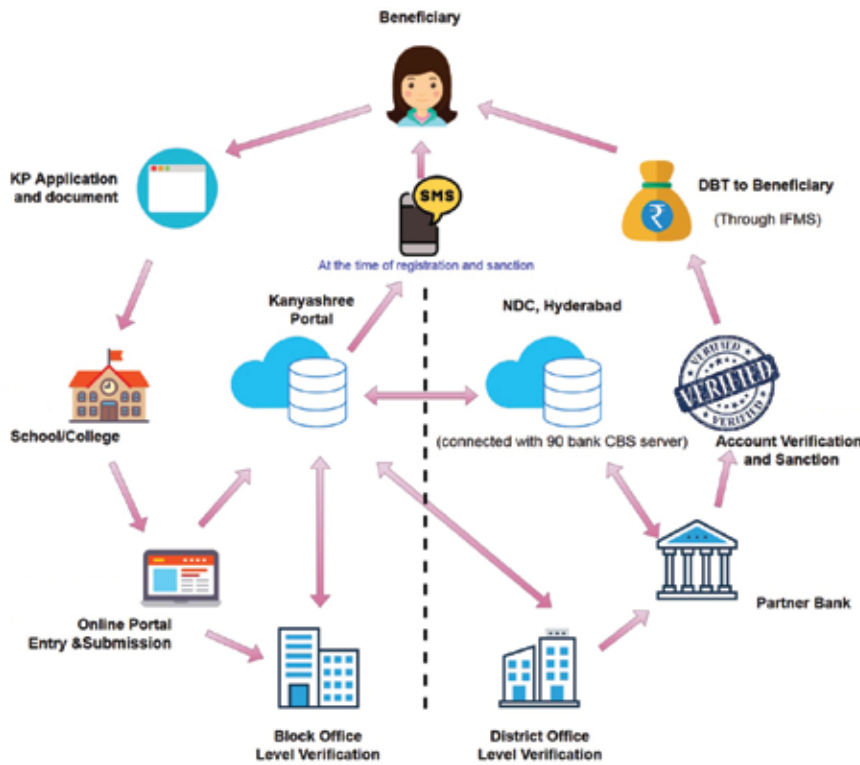 Beneficiary
KP Application
and document
SMS
DBT to Beneficiary
(Through IFMS)
At the time of registration and sanction
Kanyashree
Portal
NDC, Hyderabad
VERIFIED
VERIFIED
VERIFIED
School/College
(connected with 90 bank CBS server)
Account Verification
and Sanction
Online Portal
Entry &Submission
Partner Bank
Block Office
Level Verification
District Office
Level Verification